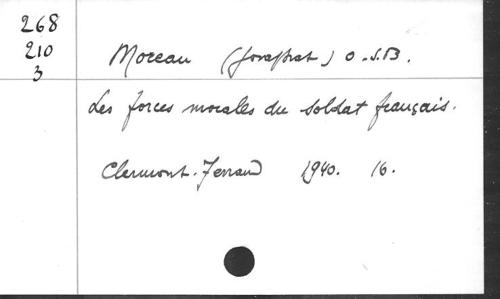 268
210
3
Moreau (Josaphat) O.S.B.
Les forces morales du soldat français.
Clermont-Ferrand 1940. 16.